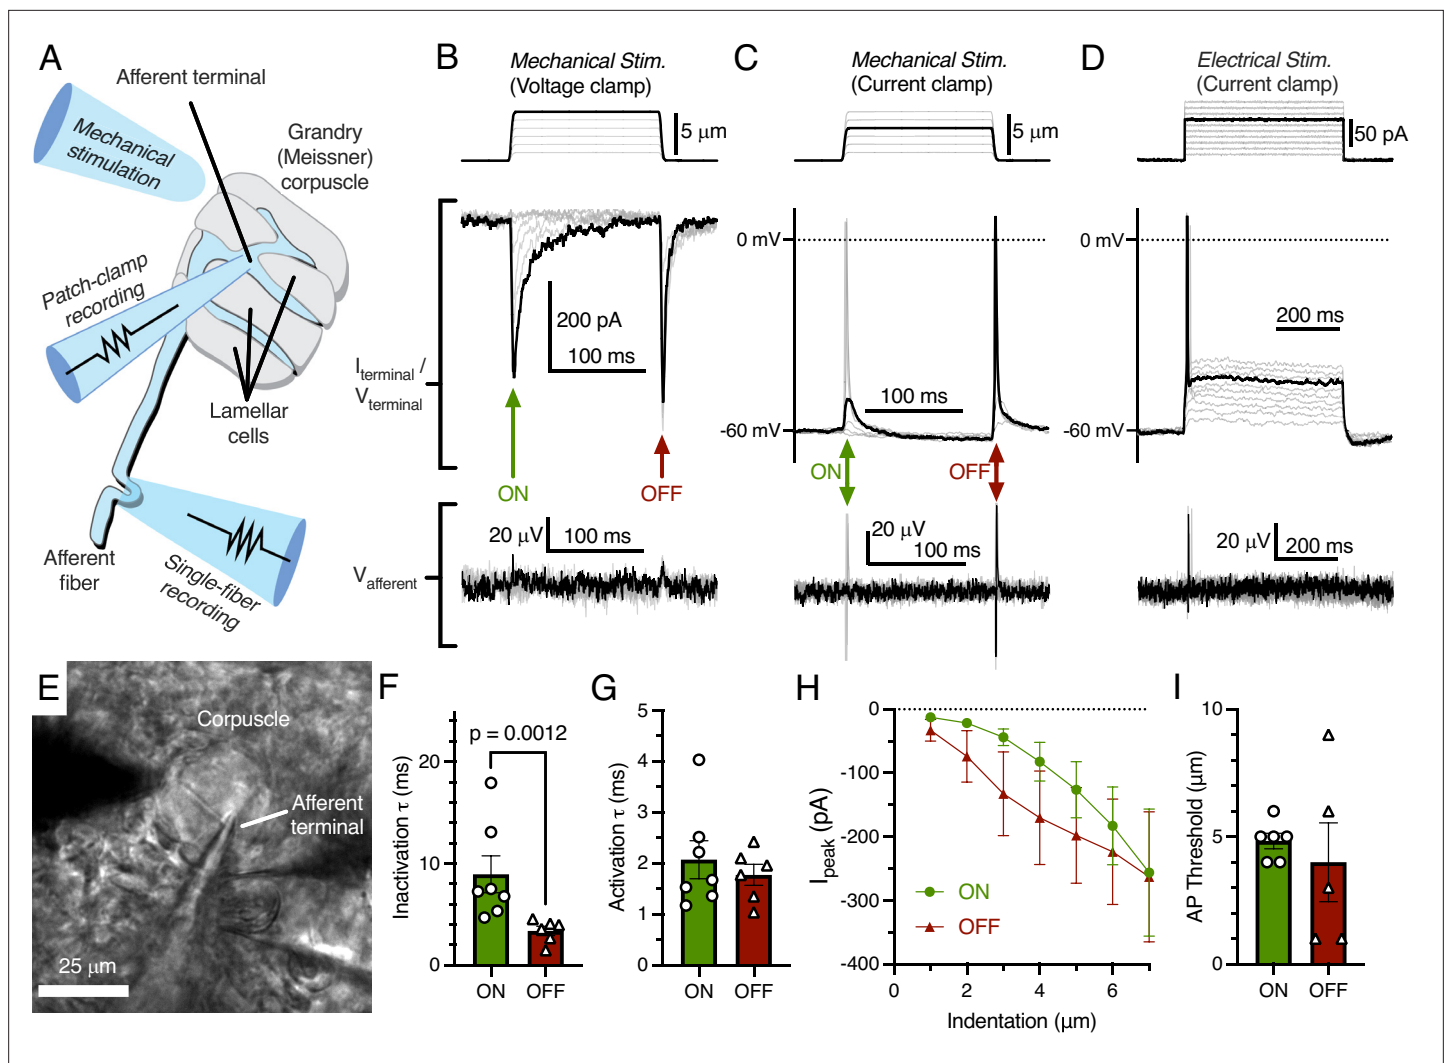 A
Afferent terminal
Mechanical
stimulation
Grandry
(Meissner)
corpuscle
Patch-clamp
recording
Lamellar
cells
Afferent
fiber
Single-fiber
recording
B
Mechanical Stim.
(Voltage clamp)
5 μm
200 pA
100 ms
I terminal /
V terminal
ON
OFF
20 μV
100 ms
V afferent
C
Mechanical Stim.
(Current clamp)
5 μm
0 mV
100 ms
-60 mV
ON
OFF
20 μV
100 ms
D
Electrical Stim.
(Current clamp)
50 pA
0 mV
200 ms
-60 mV
20 μV
200 ms
E
Corpuscle
Afferent
terminal
25 μm
F
p = 0.0012
Inactivation τ (ms)
20
10
0
ON
OFF
G
Activation τ (ms)
5
4
3
2
1
0
ON
OFF
H
I peak (pA)
0
-100
-200
-300
-400
ON
OFF
0
2
4
6
Indentation (μm)
I
AP Threshold (μm)
10
5
0
ON
OFF